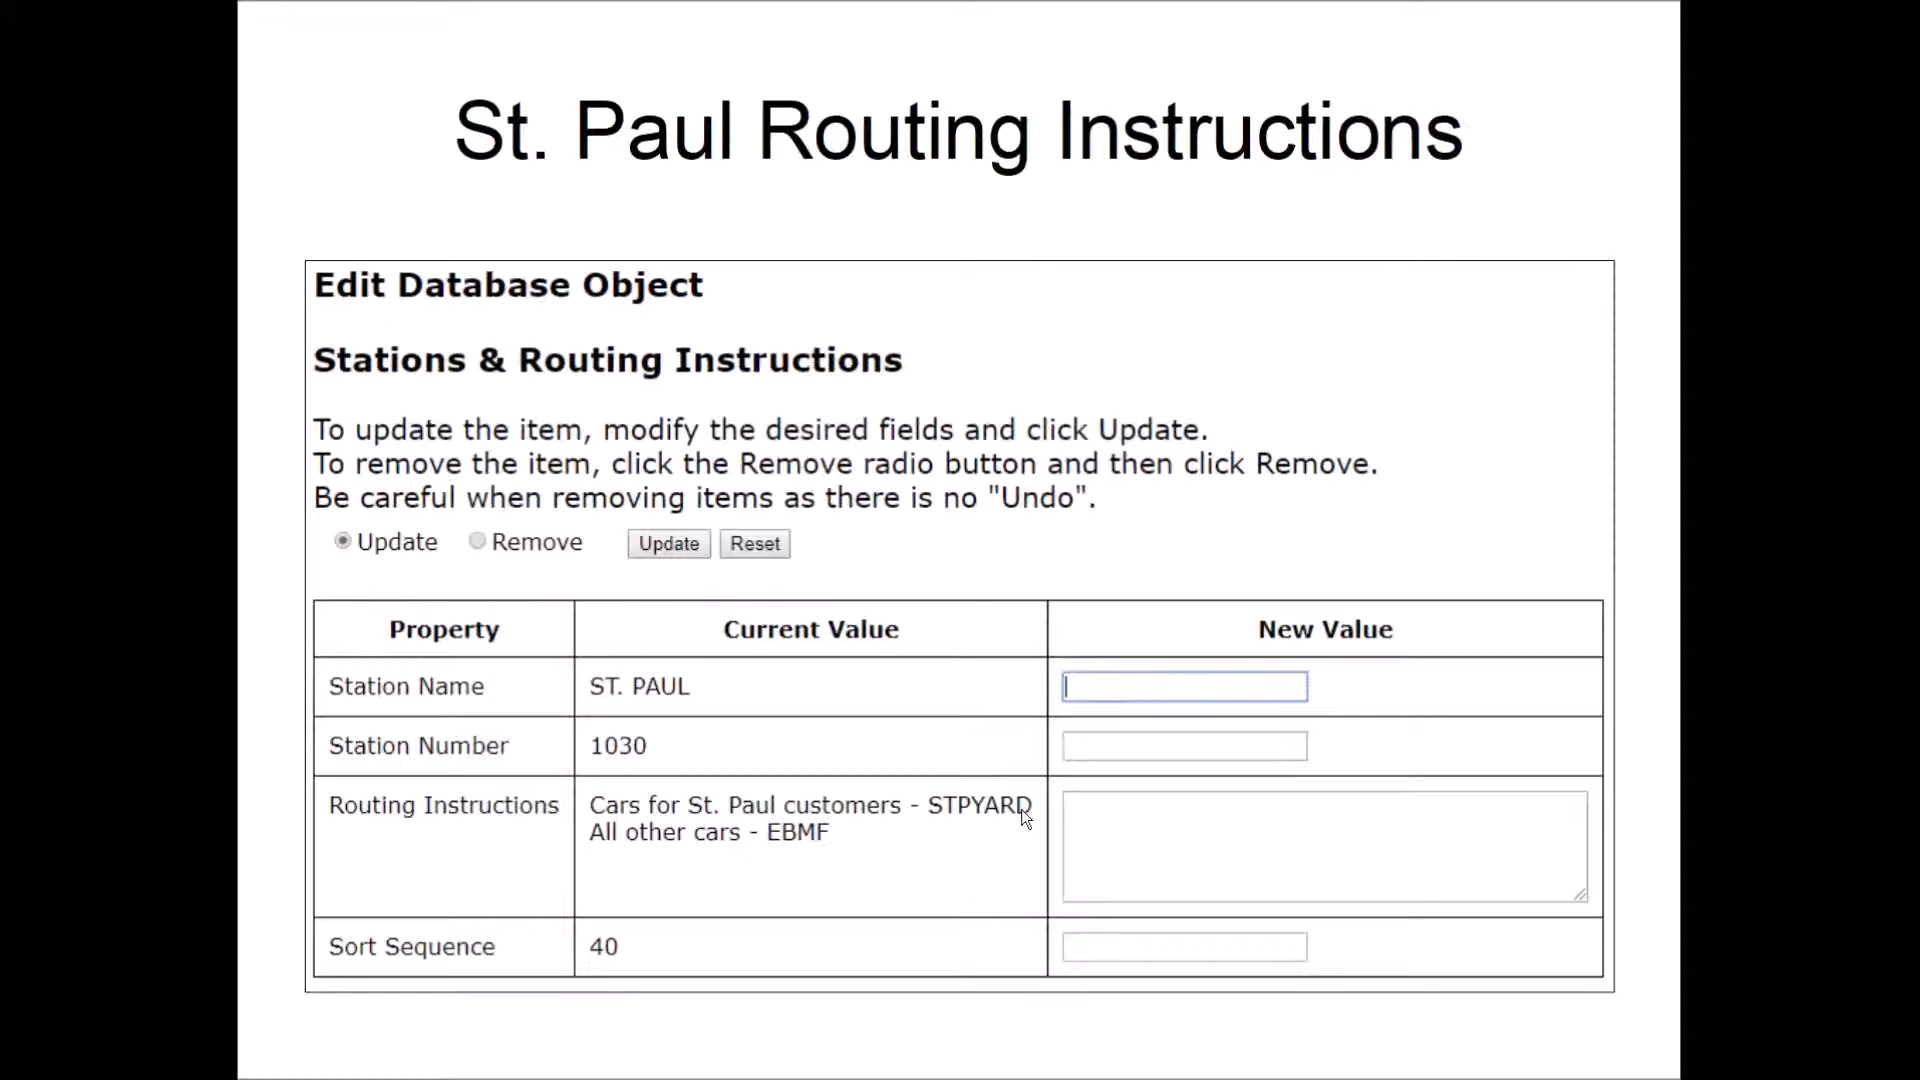 St. Paul Routing Instructions
Edit Database Object
Stations & Routing Instructions
To update the item, modify the desired fields and click Update.
To remove the item, click the Remove radio button and then click Remove.
Be careful when removing items as there is no "Undo".
Update Remove Update Reset
Property Current Value New Value
Station Name ST. PAUL
Station Number 1030
Routing Instructions Cars for St. Paul customers - STPYARD
All other cars - EBMF
Sort Sequence 40